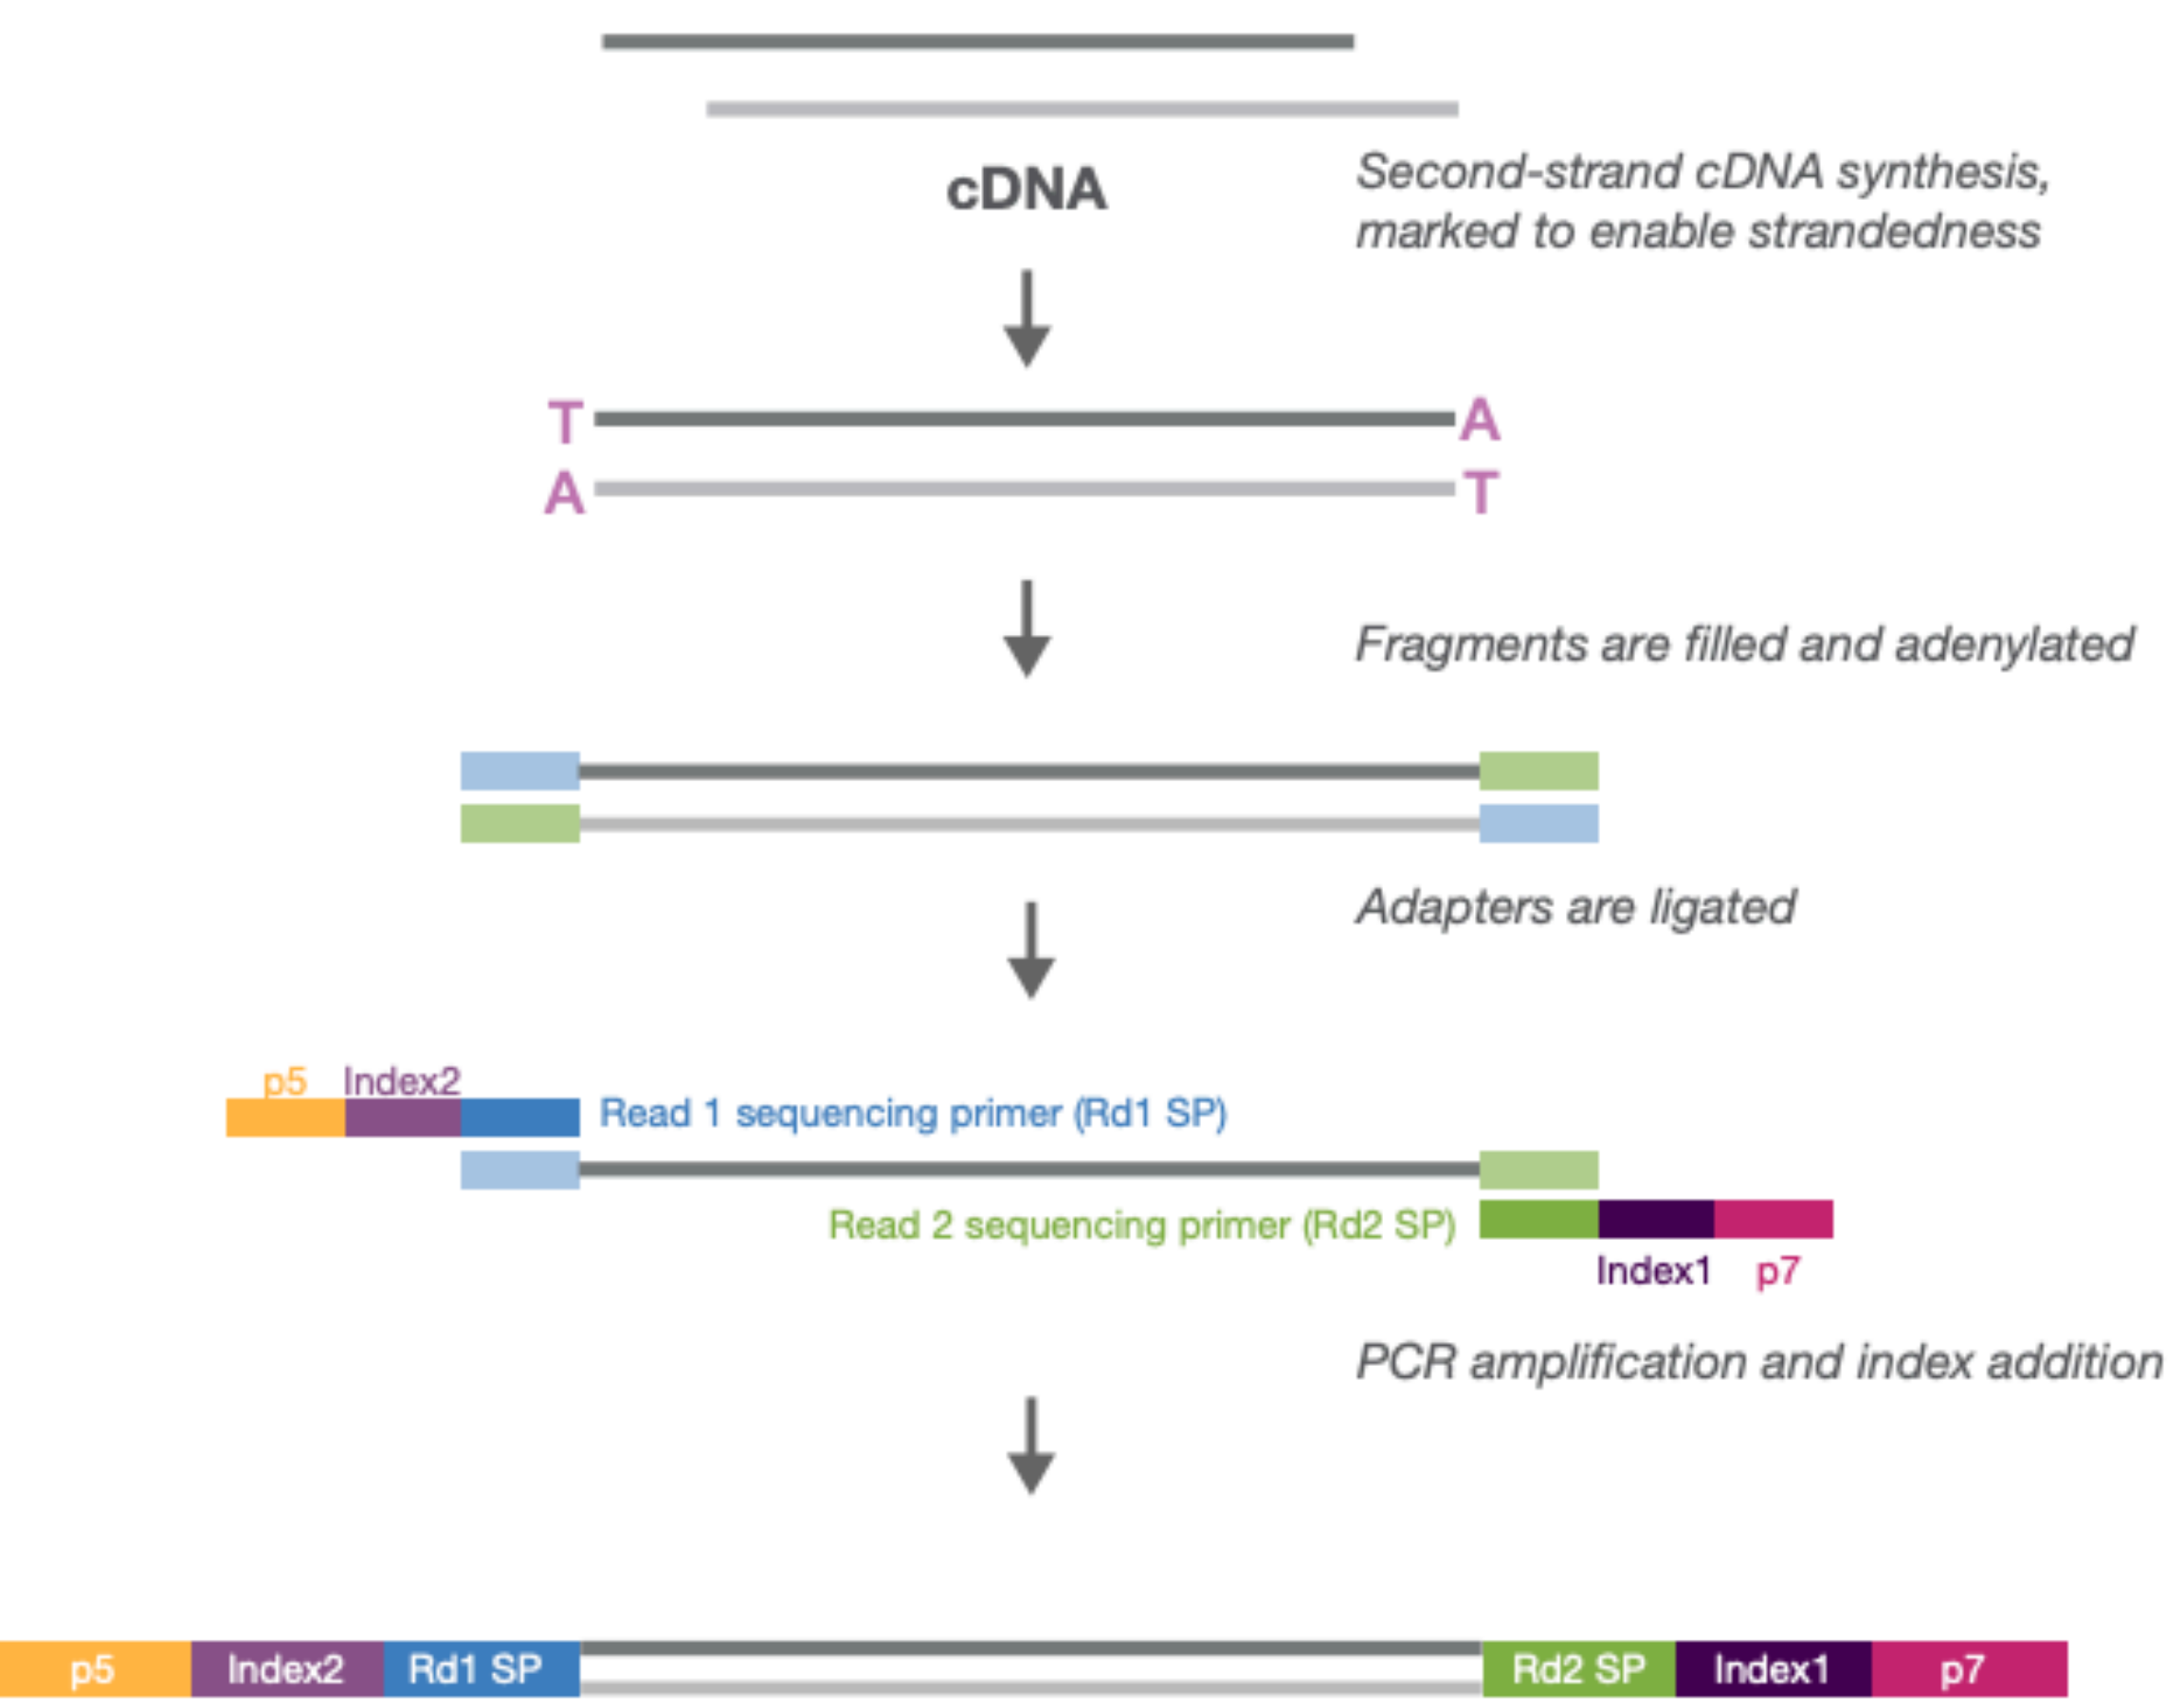 cDNA
Second-strand cDNA synthesis,
marked to enable strandedness
T A
A T
Fragments are filled and adenylated
Adapters are ligated
p5 Index2
Read 1 sequencing primer (Rd1 SP)
Read 2 sequencing primer (Rd2 SP)
Index1 p7
PCR amplification and index addition
p5 Index2 Rd1 SP Rd2 SP Index1 p7